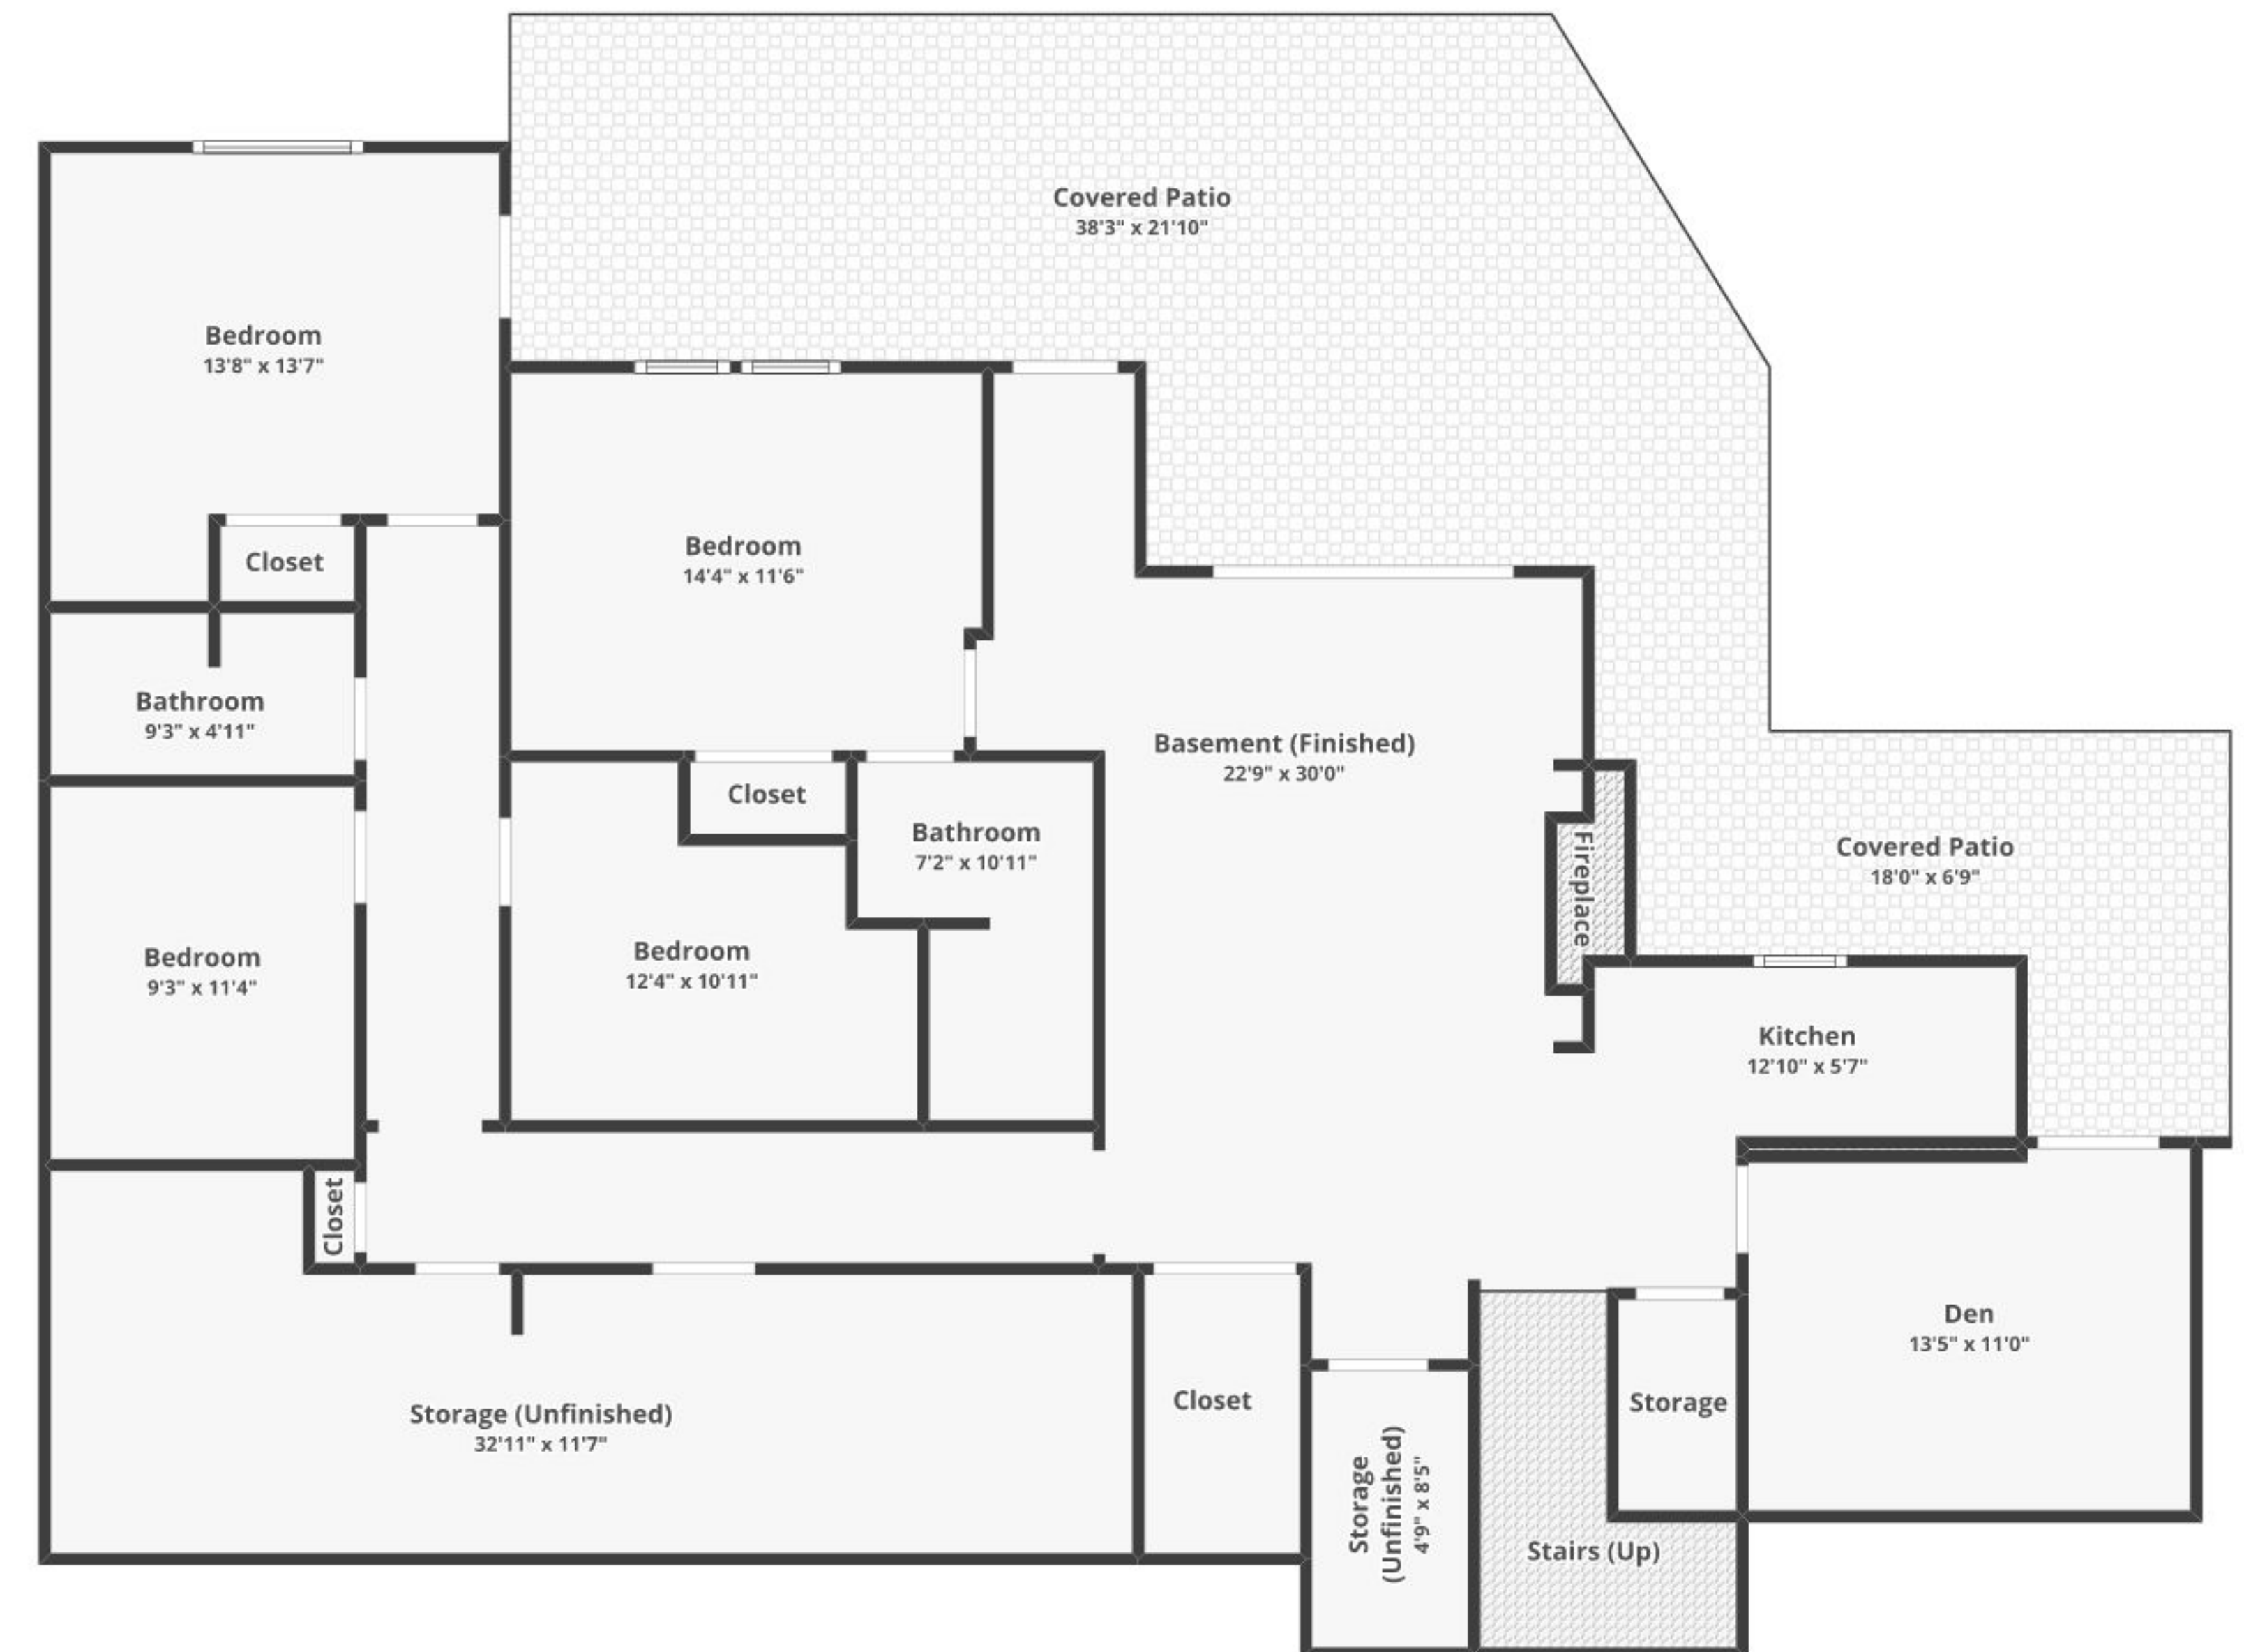 Covered Patio
38'3" x 21'10"
Bedroom
13'8" x 13'7"
Bedroom
14'4" x 11'6"
Closet
Bathroom
9'3" x 4'11"
Basement (Finished)
22'9" x 30'0"
Closet
Bathroom
7'2" x 10'11"
Fireplace
Covered Patio
18'0" x 6'9"
Bedroom
9'3" x 11'4"
Bedroom
12'4" x 10'11"
Kitchen
12'10" x 5'7"
Closet
Den
13'5" x 11'0"
Storage (Unfinished)
32'11" x 11'7"
Closet
Storage
(Unfinished)
4'9" x 8'5"
Storage
Stairs (Up)